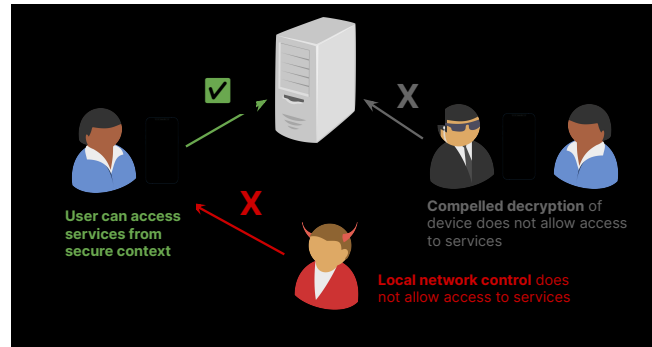 ✅
X
X
User can access
services from
secure context
Compelled decryption of
device does not allow access
to services
Local network control does
not allow access to services